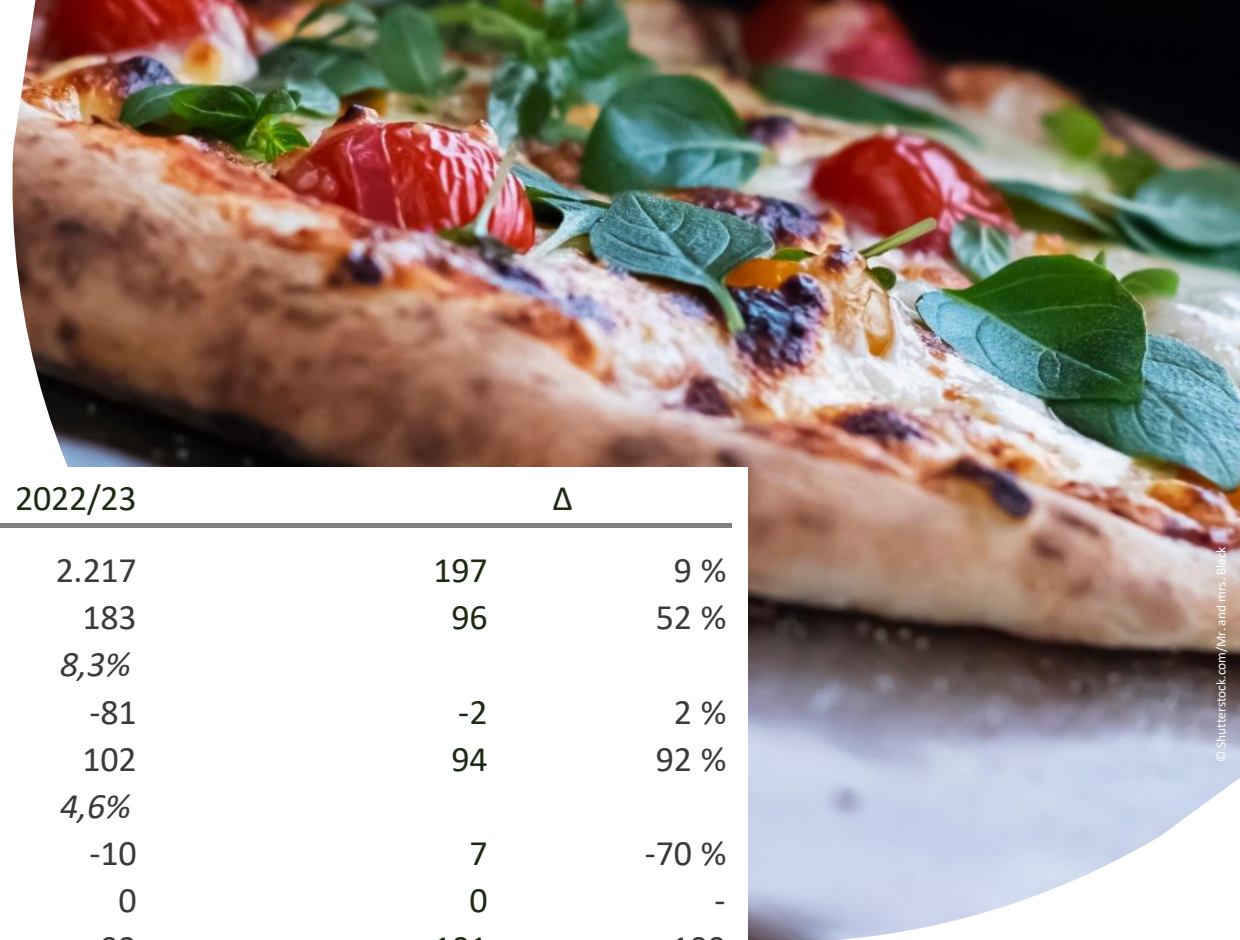 2022/23 Δ
2.217 197 9 %
183 96 52 %
8,3%
-81 -2 2 %
102 94 92 %
4,6%
-10 7 -70 %
0 0 -
© Shutterstock.com/Mr. and mrs. Black